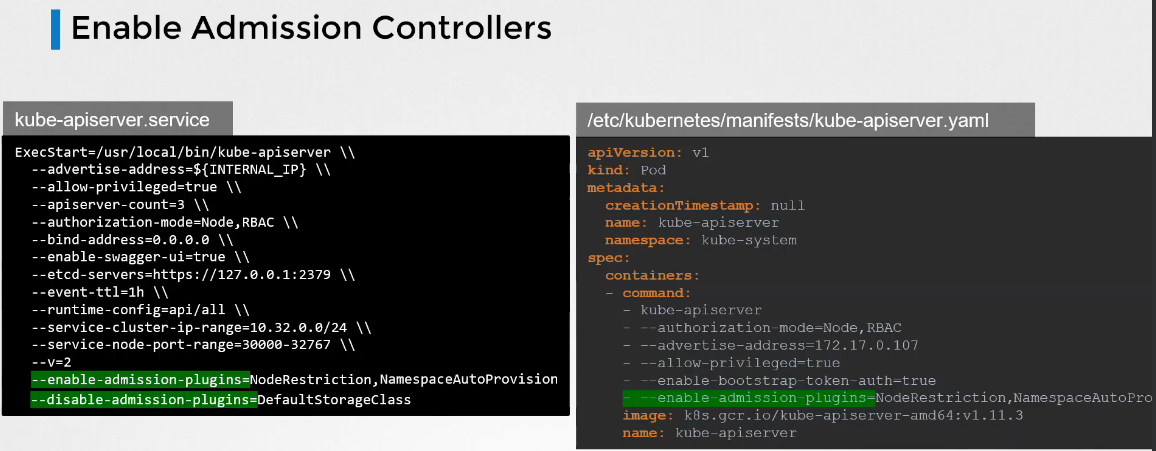 Enable Admission Controllers
kube-apiserver.service
ExecStart=/usr/local/bin/kube-apiserver \\
--advertise-address=${INTERNAL_IP} \\
--allow-privileged=true \\
--apiserver-count=3 \\
--authorization-mode=Node,RBAC \\
--bind-address=0.0.0.0 \\
--enable-swagger-ui=true \\
--etcd-servers=https://127.0.0.1:2379 \\
--event-ttl=1h \\
--runtime-config=api/all \\
--service-cluster-ip-range=10.32.0.0/24 \\
--service-node-port-range=30000-32767 \\
--v=2
--enable-admission-plugins=NodeRestriction,NamespaceAutoProvision
--disable-admission-plugins=DefaultStorageClass
/etc/kubernetes/manifests/kube-apiserver.yaml
apiVersion: v1
kind: Pod
metadata:
creationTimestamp: null
name: kube-apiserver
namespace: kube-system
spec:
containers:
- command:
- kube-apiserver
- --authorization-mode=Node,RBAC
- --advertise-address=172.17.0.107
- --allow-privileged=true
- --enable-bootstrap-token-auth=true
- --enable-admission-plugins=NodeRestriction,NamespaceAutoPro
image: k8s.gcr.io/kube-apiserver-amd64:v1.11.3
name: kube-apiserver